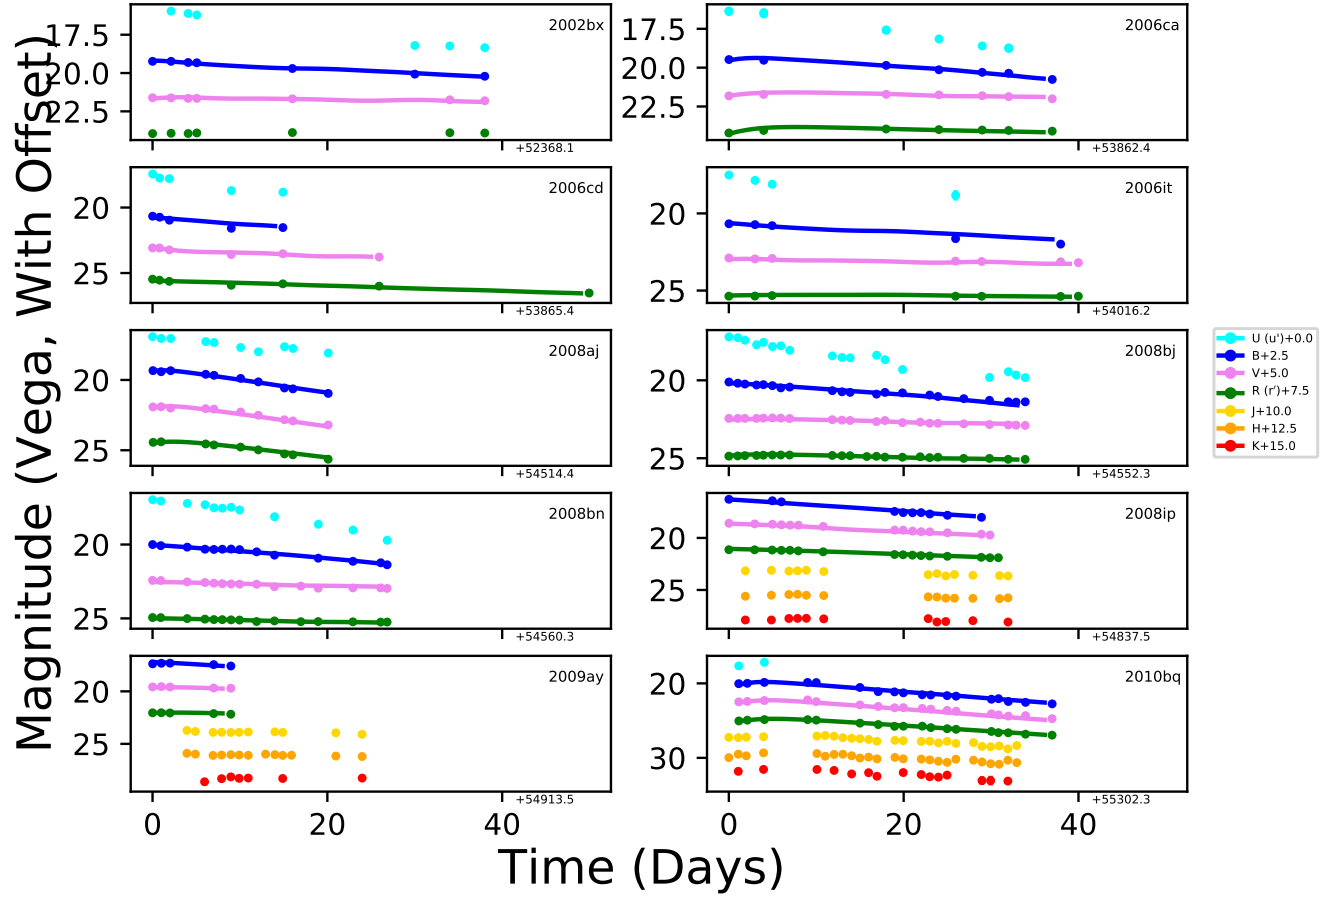 Magnitude (Vega, With Offset)
17.5
20.0
22.5
2002bx
+52368.1
17.5
20.0
22.5
2006ca
+53862.4
20
25
2006cd
+53865.4
20
25
2006it
+54016.2
20
25
2008aj
+54514.4
20
25
2008bj
+54552.3
U (u')+0.0
B+2.5
V+5.0
R (r')+7.5
J+10.0
H+12.5
K+15.0
20
25
2008bn
+54560.3
20
25
2008ip
+54837.5
20
25
2009ay
+54913.5
0 20 40
20
30
2010bq
+55302.3
0 20 40
Time (Days)